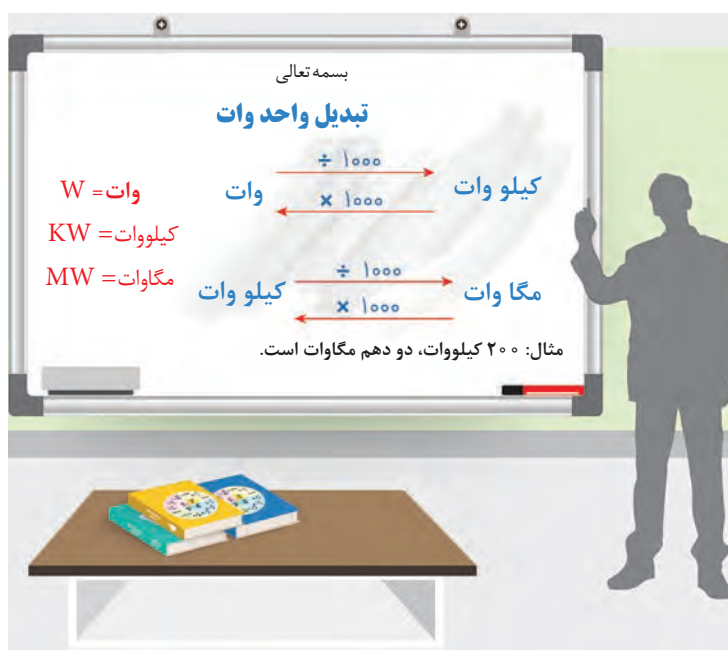 بسمه تعالی
تبدیل واحد وات
÷ ۱۰۰۰
کیلو وات
وات
× ۱۰۰۰
وات= W
کیلووات= KW
مگاوات= MW
÷ ۱۰۰۰
مگا وات
کیلو وات
× ۱۰۰۰
مثال: ۲۰۰ کیلووات، دو دهم مگاوات است.